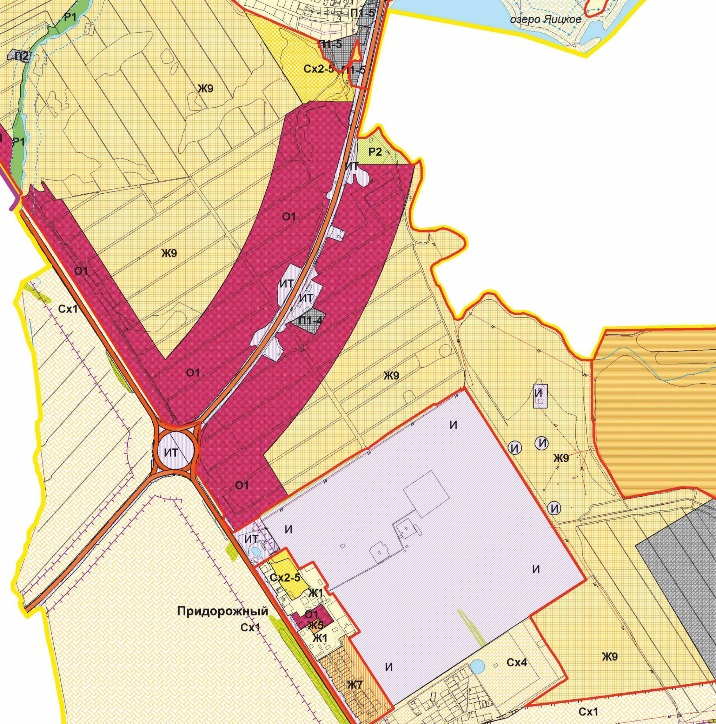 Р1
П1-5
озеро Яицкое
П2
П1-5
Сх2-5
П1-5
Ж9
Р1
Р2
ИТ
О1
Ж9
О1
ИТ
ИТ
Сх1
П1-4
О1
Ж9
И
И
И
Ж9
ИТ
О1
И
И
ИТ
И
Сх2-5
Ж1
О1
Придорожный
Ж5
Сх1
Ж1
И
Сх4
Ж9
Ж7
Сх1